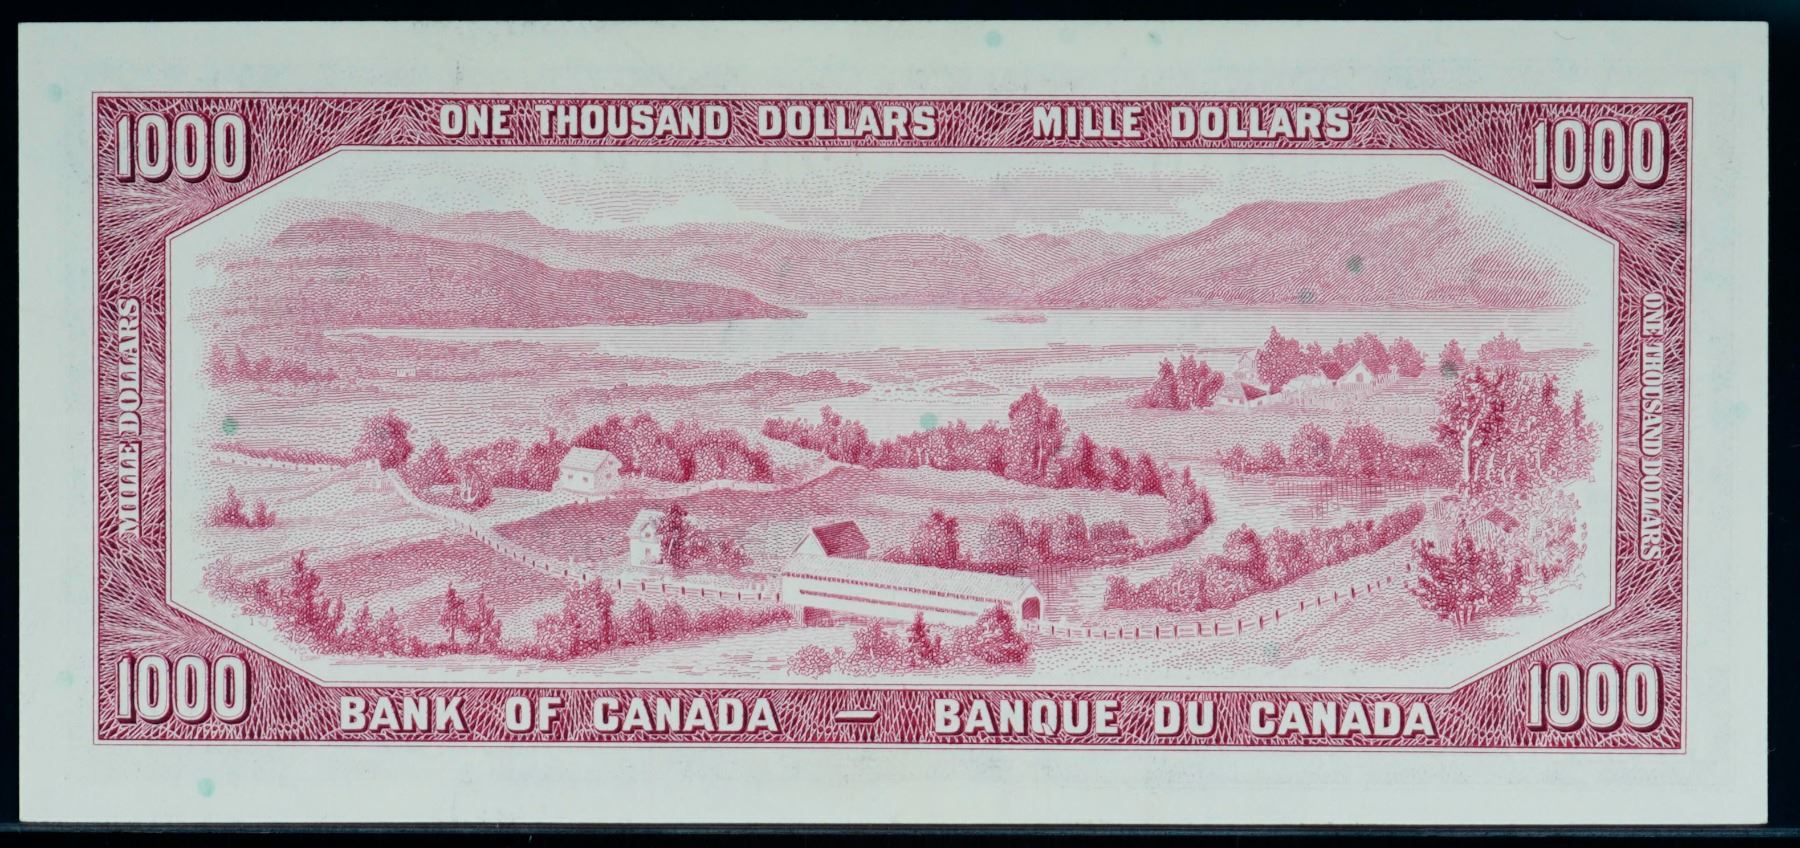 1000 ONE THOUSAND DOLLARS MILLE DOLLARS 1000
MILLE DOLLARS
ONE THOUSAND DOLLARS
1000 BANK OF CANADA — BANQUE DU CANADA 1000